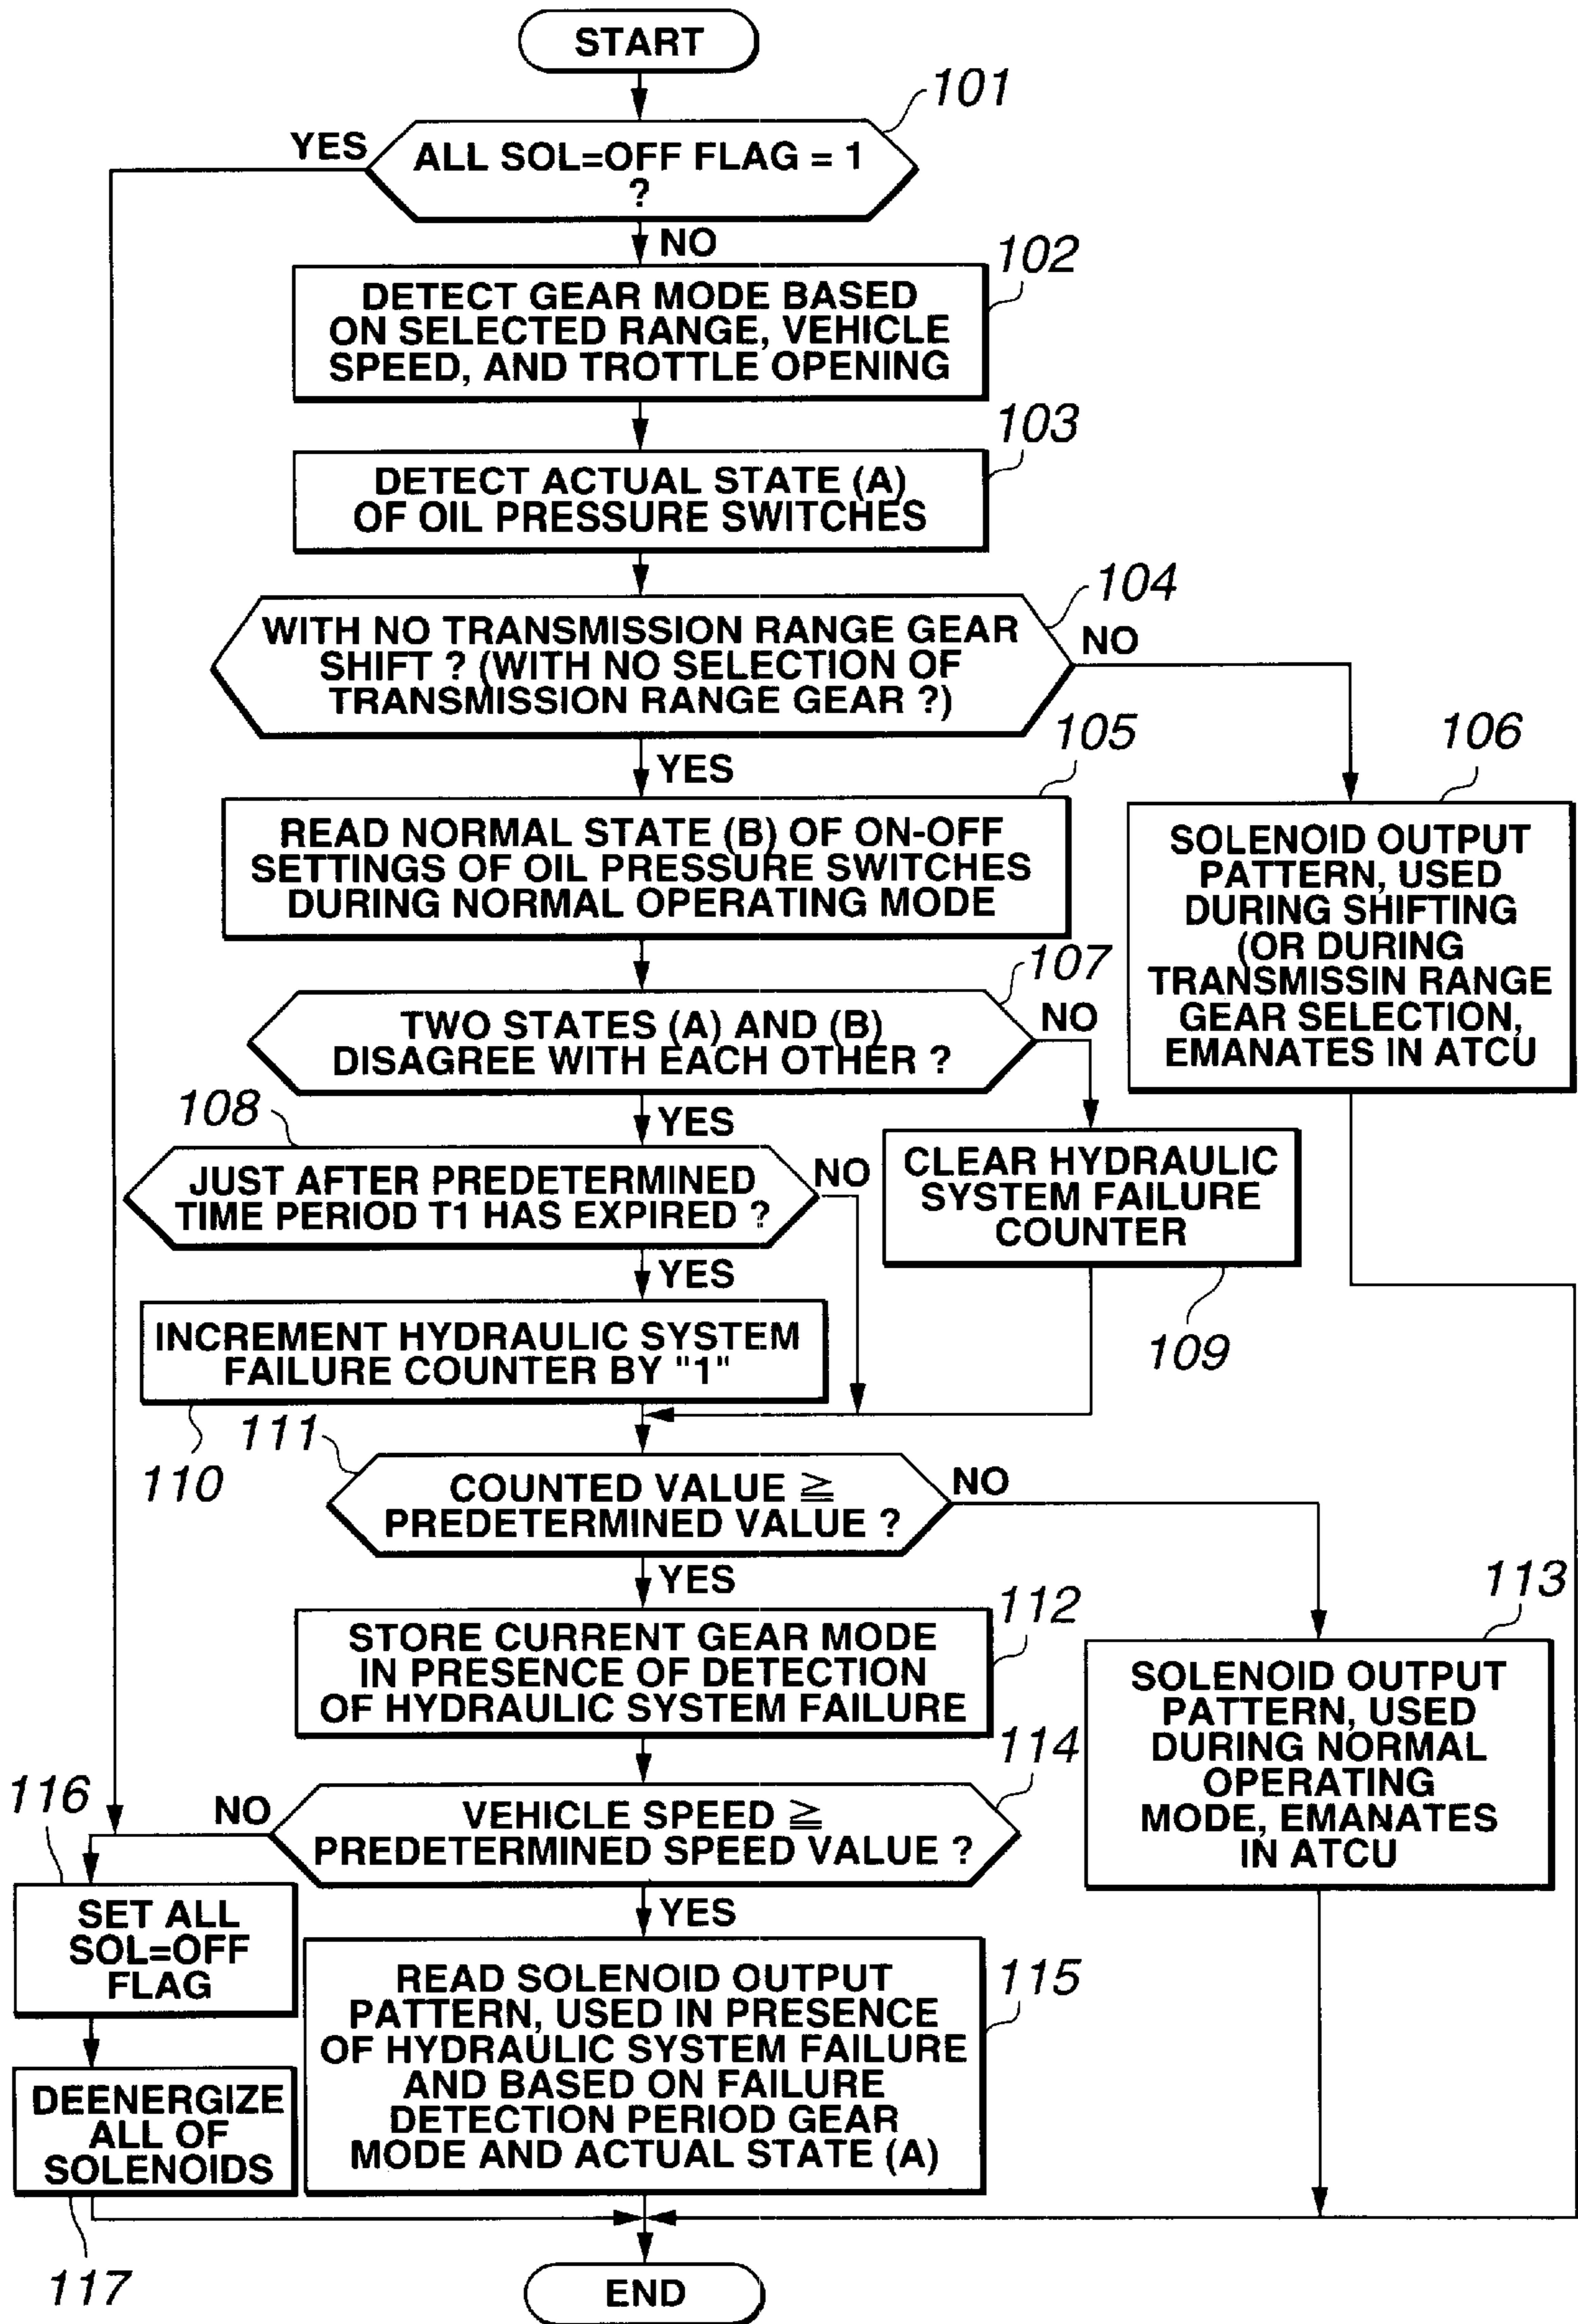 START
101
YES
ALL SOL=OFF FLAG = 1
?
NO
102
DETECT GEAR MODE BASED
ON SELECTED RANGE, VEHICLE
SPEED, AND TROTTLE OPENING
103
DETECT ACTUAL STATE (A)
OF OIL PRESSURE SWITCHES
104
WITH NO TRANSMISSION RANGE GEAR
SHIFT ? (WITH NO SELECTION OF
TRANSMISSION RANGE GEAR ?)
NO
YES
105
106
READ NORMAL STATE (B) OF ON-OFF
SETTINGS OF OIL PRESSURE SWITCHES
DURING NORMAL OPERATING MODE
SOLENOID OUTPUT
PATTERN, USED
DURING SHIFTING
(OR DURING
TRANSMISSIN RANGE
GEAR SELECTION,
EMANATES IN ATCU
107
TWO STATES (A) AND (B)
DISAGREE WITH EACH OTHER ?
NO
YES
108
JUST AFTER PREDETERMINED
TIME PERIOD T1 HAS EXPIRED ?
NO
YES
CLEAR HYDRAULIC
SYSTEM FAILURE
COUNTER
109
INCREMENT HYDRAULIC SYSTEM
FAILURE COUNTER BY "1"
110
111
COUNTED VALUE ≧
PREDETERMINED VALUE ?
NO
YES
112
STORE CURRENT GEAR MODE
IN PRESENCE OF DETECTION
OF HYDRAULIC SYSTEM FAILURE
113
SOLENOID OUTPUT
PATTERN, USED
DURING NORMAL
OPERATING
MODE, EMANATES
IN ATCU
114
VEHICLE SPEED ≧
PREDETERMINED SPEED VALUE ?
NO
YES
116
SET ALL
SOL=OFF
FLAG
115
READ SOLENOID OUTPUT
PATTERN, USED IN PRESENCE
OF HYDRAULIC SYSTEM FAILURE
AND BASED ON FAILURE
DETECTION PERIOD GEAR
MODE AND ACTUAL STATE (A)
DEENERGIZE
ALL OF
SOLENOIDS
117
END